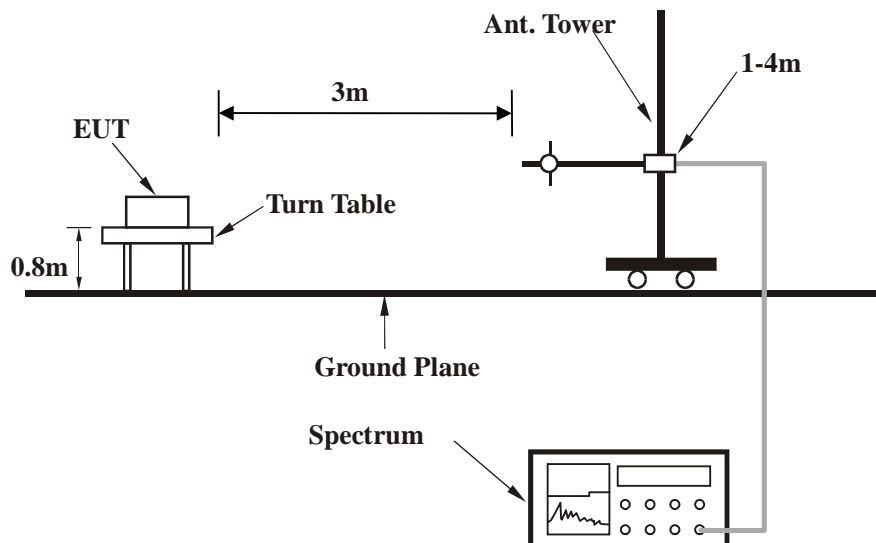 Ant. Tower
1-4m
3m
EUT
Turn Table
0.8m
Ground Plane
Spectrum